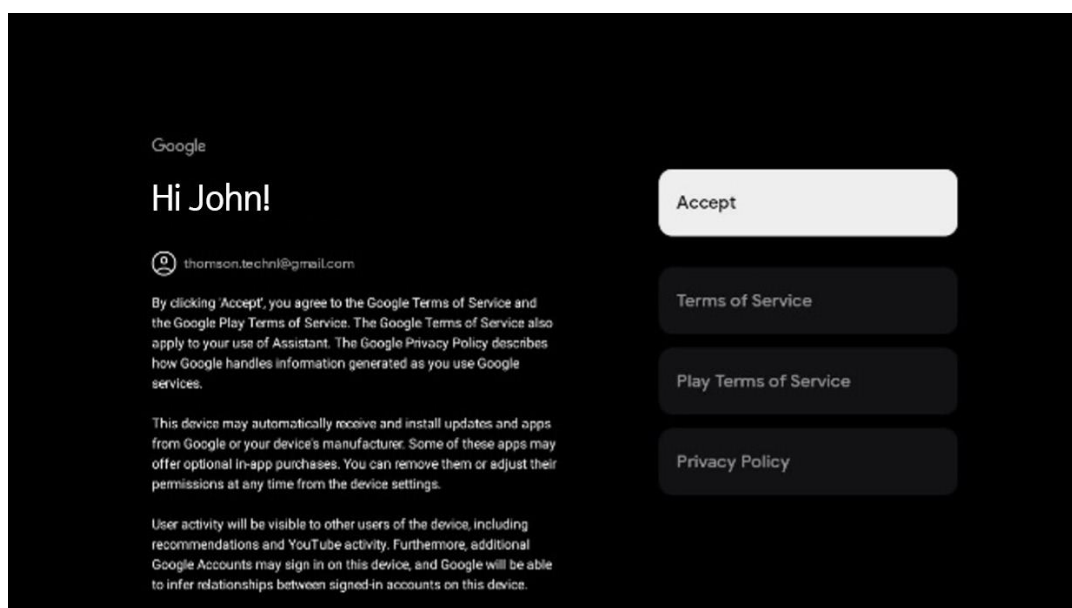 Google
Hi John!
thomson.technl@gmail.com
By clicking 'Accept', you agree to the Google Terms of Service and
the Google Play Terms of Service. The Google Terms of Service also
apply to your use of Assistant. The Google Privacy Policy describes
how Google handles information generated as you use Google
services.
This device may automatically receive and install updates and apps
from Google or your device's manufacturer. Some of these apps may
offer optional in-app purchases. You can remove them or adjust their
permissions at any time from the device settings.
User activity will be visible to other users of the device, including
recommendations and YouTube activity. Furthermore, additional
Google Accounts may sign in on this device, and Google will be able
to infer relationships between signed-in accounts on this device.
Accept
Terms of Service
Play Terms of Service
Privacy Policy